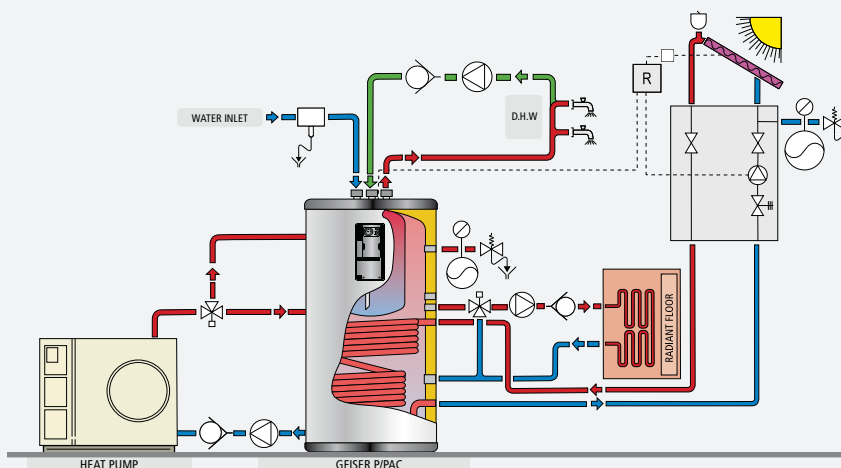 WATER INLET
D.H.W
R
RADIANT FLOOR
HEAT PUMP
GEISER P/PAC